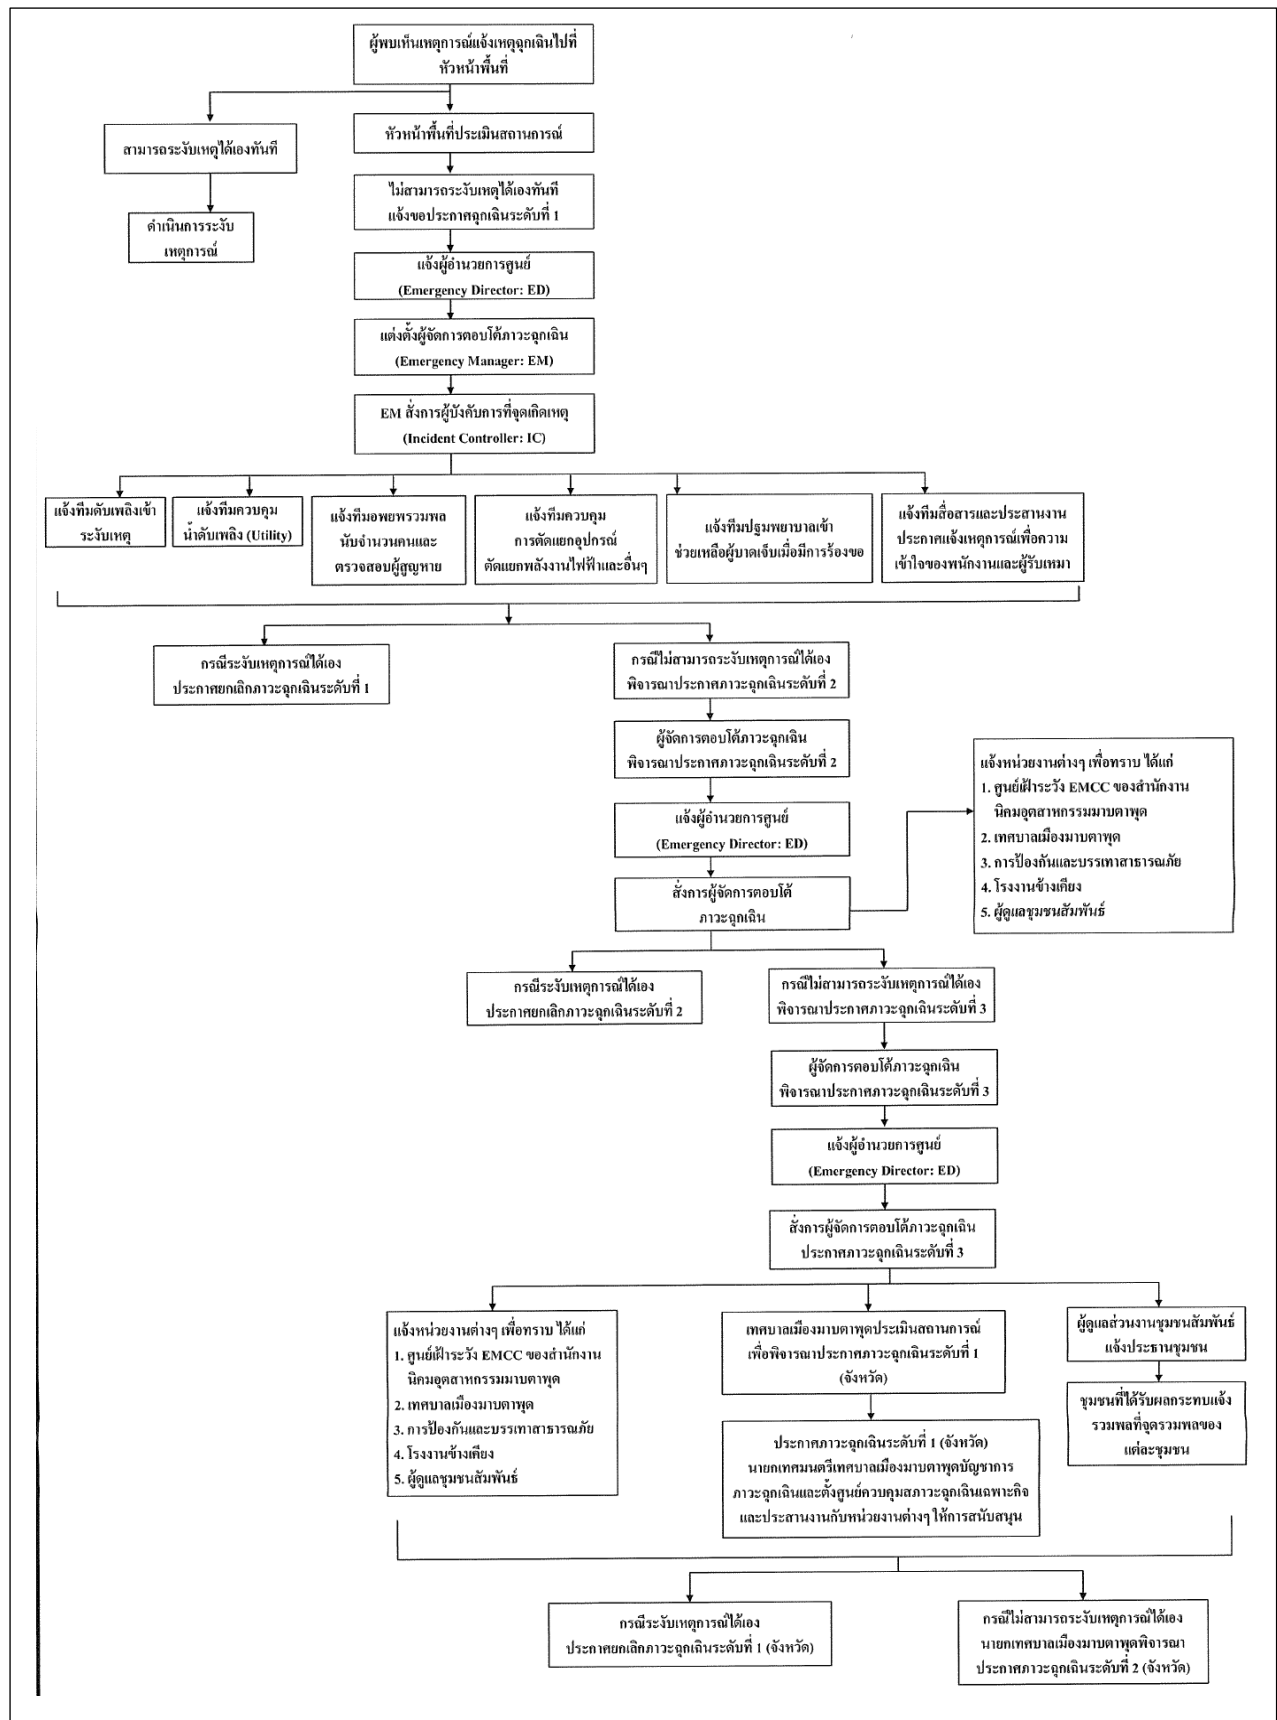 ผู้พบเห็นเหตุการณ์แจ้งเหตุฉุกเฉินไปที่
หัวหน้าพื้นที่
สามารถระงับเหตุได้เองทันที
หัวหน้าพื้นที่ประเมินสถานการณ์
ไม่สามารถระงับเหตุได้เองทันที
แจ้งขอประกาศฉุกเฉินระดับที่ 1
ดำเนินการระงับ
เหตุการณ์
แจ้งผู้อำนวยการศูนย์
(Emergency Director: ED)
แต่งตั้งผู้จัดการตอบโต้ภาวะฉุกเฉิน
(Emergency Manager: EM)
EM สั่งการผู้บังคับการที่จุดเกิดเหตุ
(Incident Controller: IC)
แจ้งทีมดับเพลิงเข้า
ระงับเหตุ
แจ้งทีมควบคุม
น้ำดับเพลิง (Utility)
แจ้งทีมอพยพรวมพล
นับจำนวนคนและ
ตรวจสอบผู้สูญหาย
แจ้งทีมควบคุม
การตัดแยกอุปกรณ์
ตัดแยกพลังงานไฟฟ้าและอื่นๆ
แจ้งทีมปฐมพยาบาลเข้า
ช่วยเหลือผู้บาดเจ็บเมื่อมีการร้องขอ
แจ้งทีมสื่อสารและประสานงาน
ประกาศแจ้งเหตุการณ์เพื่อความ
เข้าใจของพนักงานและผู้รับเหมา
กรณีระงับเหตุการณ์ได้เอง
ประกาศยกเลิกภาวะฉุกเฉินระดับที่ 1
กรณีไม่สามารถระงับเหตุการณ์ได้เอง
พิจารณาประกาศภาวะฉุกเฉินระดับที่ 2
ผู้จัดการตอบโต้ภาวะฉุกเฉิน
พิจารณาประกาศภาวะฉุกเฉินระดับที่ 2
แจ้งผู้อำนวยการศูนย์
(Emergency Director: ED)
สั่งการผู้จัดการตอบโต้
ภาวะฉุกเฉิน
แจ้งหน่วยงานต่างๆ เพื่อทราบ ได้แก่
1. ศูนย์เฝ้าระวัง EMCC ของสำนักงาน
นิคมอุตสาหกรรมมาบตาพุด
2. เทศบาลเมืองมาบตาพุด
3. การป้องกันและบรรเทาสาธารณภัย
4. โรงงานข้างเคียง
5. ผู้ดูแลชุมชนสัมพันธ์
กรณีระงับเหตุการณ์ได้เอง
ประกาศยกเลิกภาวะฉุกเฉินระดับที่ 2
กรณีไม่สามารถระงับเหตุการณ์ได้เอง
พิจารณาประกาศภาวะฉุกเฉินระดับที่ 3
ผู้จัดการตอบโต้ภาวะฉุกเฉิน
พิจารณาประกาศภาวะฉุกเฉินระดับที่ 3
แจ้งผู้อำนวยการศูนย์
(Emergency Director: ED)
สั่งการผู้จัดการตอบโต้ภาวะฉุกเฉิน
ประกาศภาวะฉุกเฉินระดับที่ 3
แจ้งหน่วยงานต่างๆ เพื่อทราบ ได้แก่
1. ศูนย์เฝ้าระวัง EMCC ของสำนักงาน
นิคมอุตสาหกรรมมาบตาพุด
2. เทศบาลเมืองมาบตาพุด
3. การป้องกันและบรรเทาสาธารณภัย
4. โรงงานข้างเคียง
5. ผู้ดูแลชุมชนสัมพันธ์
เทศบาลเมืองมาบตาพุดประเมินสถานการณ์
เพื่อพิจารณาประกาศภาวะฉุกเฉินระดับที่ 1
(จังหวัด)
ประกาศภาวะฉุกเฉินระดับที่ 1 (จังหวัด)
นายกเทศมนตรีเทศบาลเมืองมาบตาพุดบัญชาการ
ภาวะฉุกเฉินและตั้งศูนย์ควบคุมสภาวะฉุกเฉินเฉพาะกิจ
และประสานงานกับหน่วยงานต่างๆ ให้การสนับสนุน
ผู้ดูแลส่วนงานชุมชนสัมพันธ์
แจ้งประธานชุมชน
ชุมชนที่ได้รับผลกระทบแจ้ง
รวมพลที่จุดรวมพลของ
แต่ละชุมชน
กรณีระงับเหตุการณ์ได้เอง
ประกาศยกเลิกภาวะฉุกเฉินระดับที่ 1 (จังหวัด)
กรณีไม่สามารถระงับเหตุการณ์ได้เอง
นายกเทศบาลเมืองมาบตาพุดพิจารณา
ประกาศภาวะฉุกเฉินระดับที่ 2 (จังหวัด)